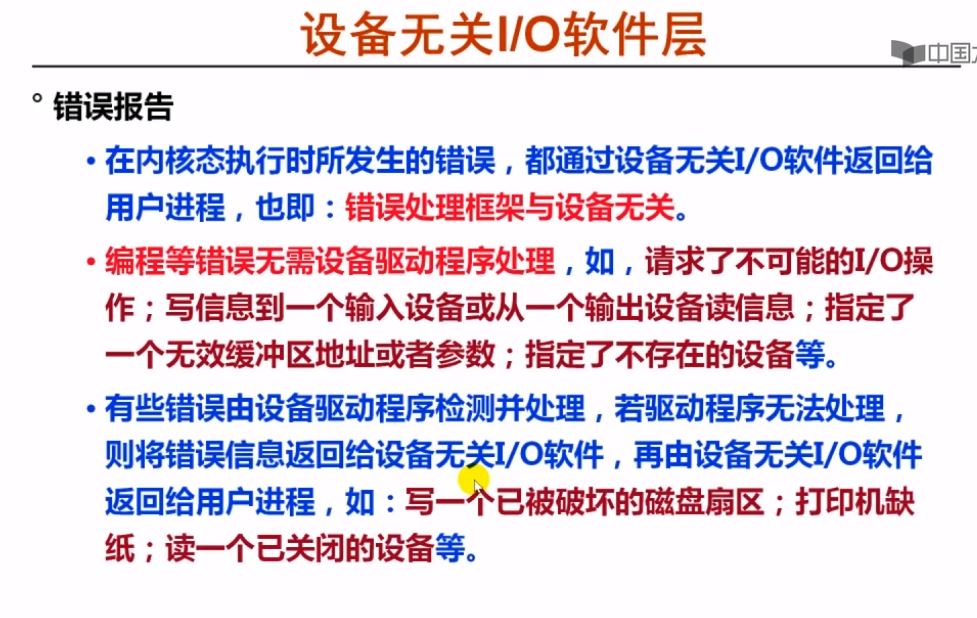 设备无关I/O软件层
中国
° 错误报告
• 在内核态执行时所发生的错误，都通过设备无关I/O软件返回给
用户进程，也即：错误处理框架与设备无关。
• 编程等错误无需设备驱动程序处理，如，请求了不可能的I/O操
作；写信息到一个输入设备或从一个输出设备读信息；指定了
一个无效缓冲区地址或者参数；指定了不存在的设备等。
• 有些错误由设备驱动程序检测并处理，若驱动程序无法处理，
则将错误信息返回给设备无关I/O软件，再由设备无关I/O软件
返回给用户进程，如：写一个已被破坏的磁盘扇区；打印机缺
纸；读一个已关闭的设备等。